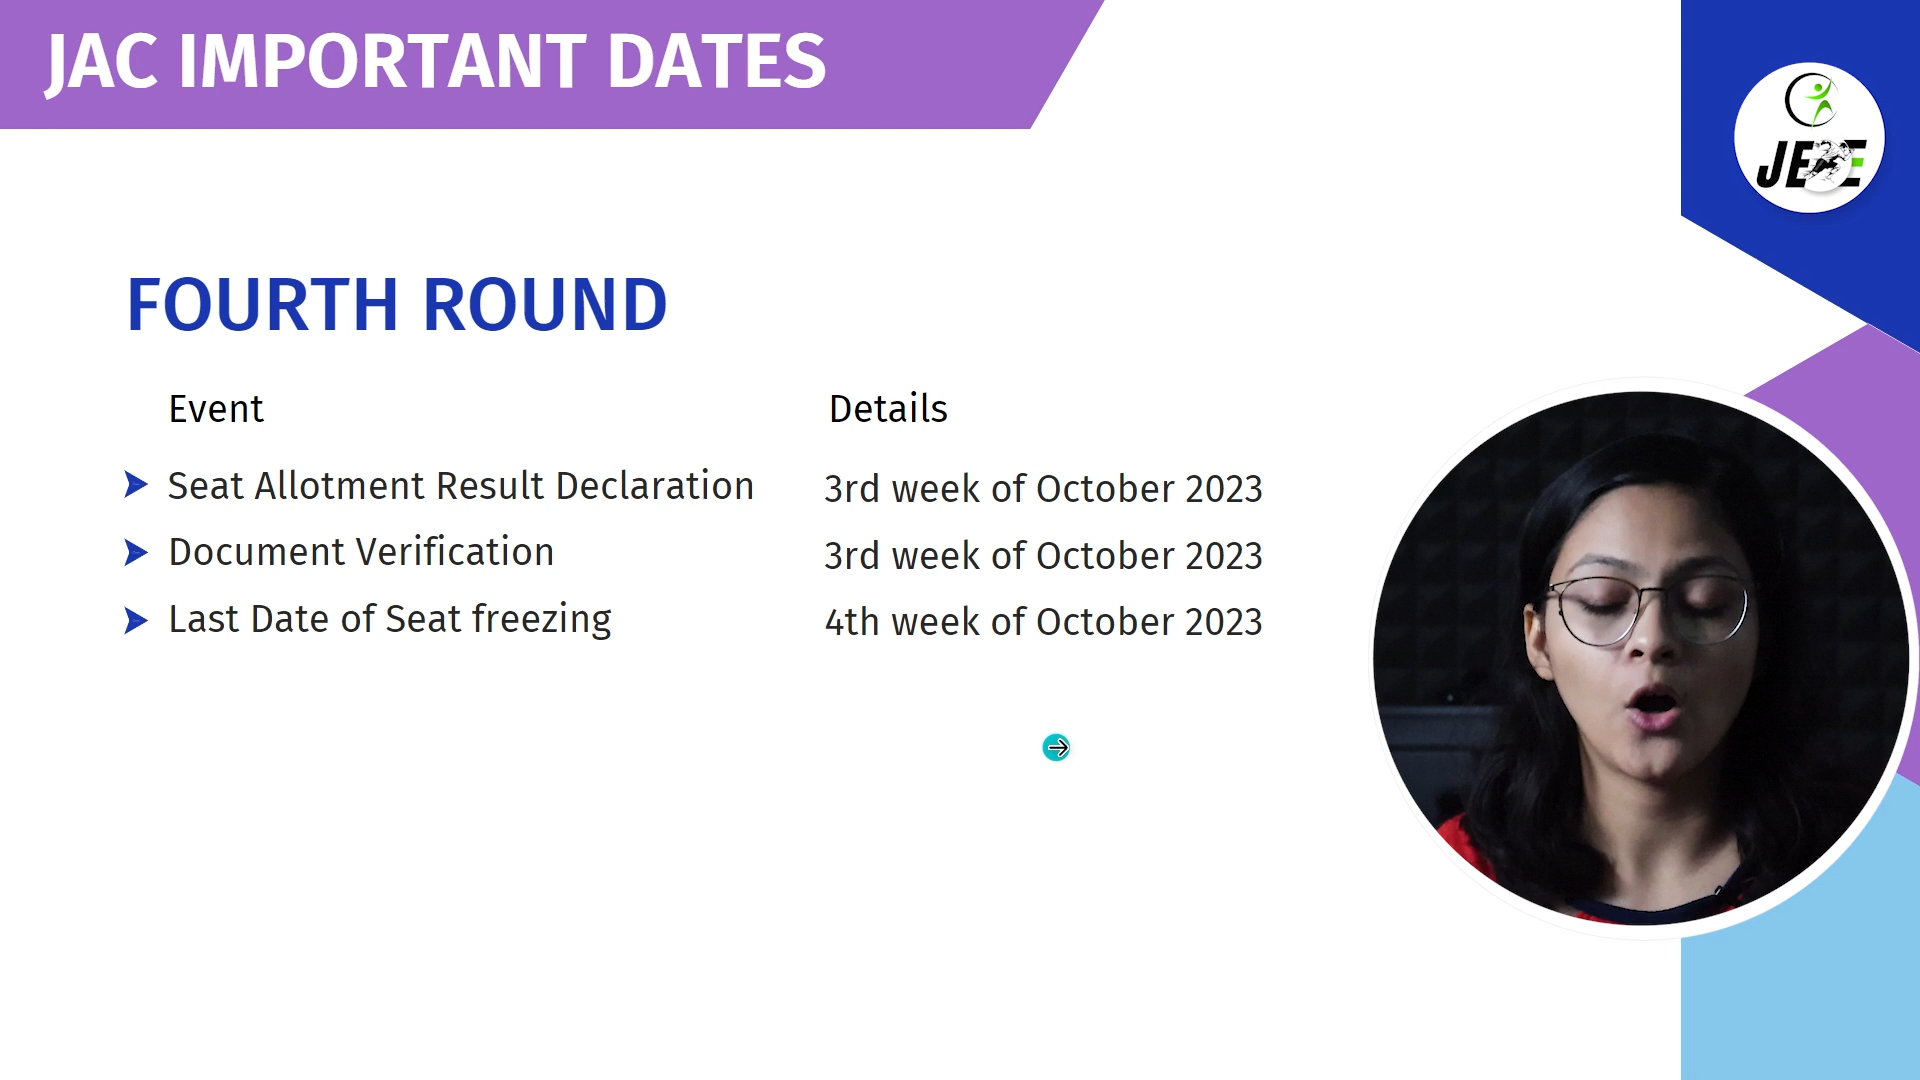 JAC IMPORTANT DATES
FOURTH ROUND
Event Details
Seat Allotment Result Declaration 3rd week of October 2023
Document Verification 3rd week of October 2023
Last Date of Seat freezing 4th week of October 2023